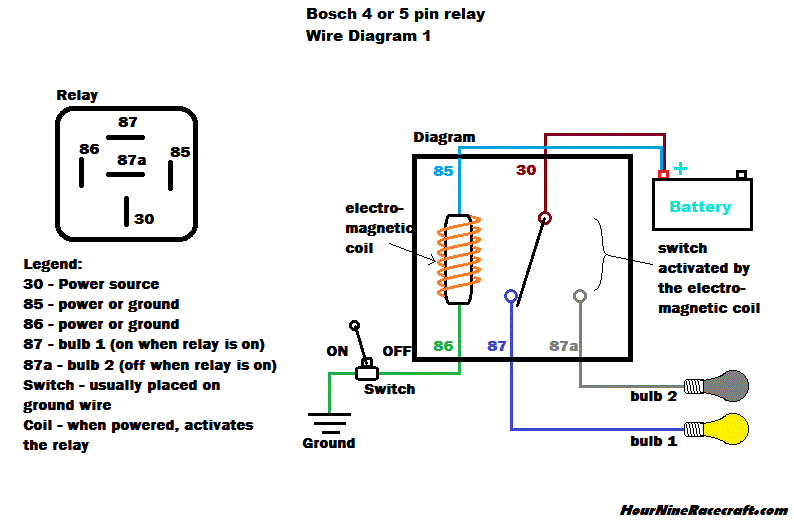 Bosch 4 or 5 pin relay
Wire Diagram 1
Relay
87
86
85
87a
30
Legend:
30 - Power source
85 - power or ground
86 - power or ground
87 - bulb 1 (on when relay is on)
87a - bulb 2 (off when relay is on)
Switch - usually placed on
ground wire
Coil - when powered, activates
the relay
Diagram
85
30
+
Battery
electro-
magnetic
coil
switch
activated by
the electro-
magnetic coil
86
87
87a
ON
OFF
Switch
Ground
bulb 2
bulb 1
HourNineRacecraft.com